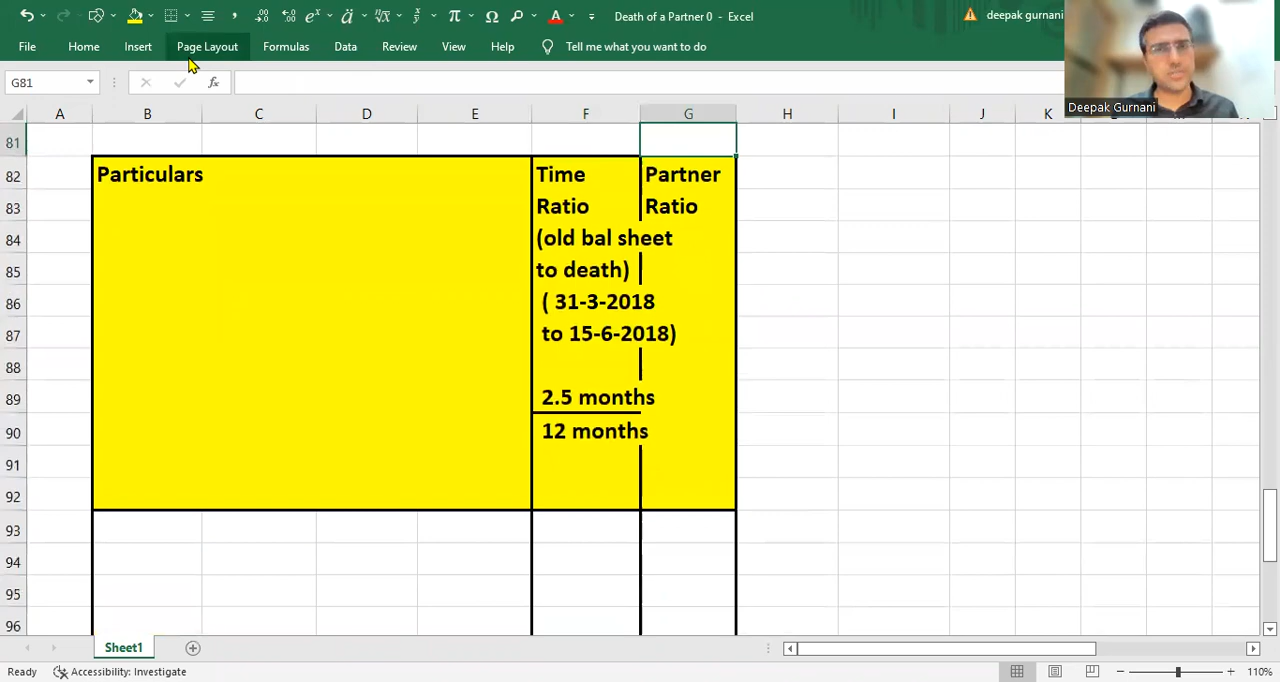 Death of a Partner 0 - Excel
deepak gurnani
File Home Insert Page Layout Formulas Data Review View Help Tell me what you want to do
G81
fx
Deepak Gurnani
A B C D E F G H I J K
81
82 Particulars Time Partner
83 Ratio Ratio
84 (old bal sheet
85 to death)
86 ( 31-3-2018
87 to 15-6-2018)
88
89 2.5 months
90 12 months
91
92
93
94
95
96
Sheet1
Ready Accessibility: Investigate 110%